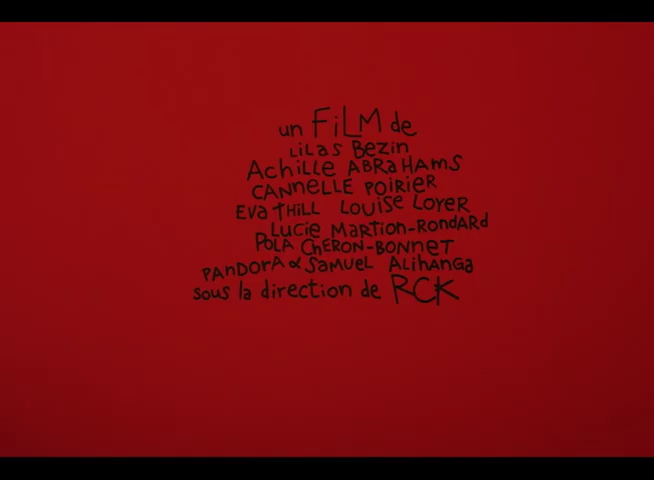 un FiLM de
LiLas Bezin
Achille ABRaHAMS
CANNeLLE POIRIER
EVa THiLL LOUiSe LOYeR
Lucie MARTION-RONDARd
POLA CHERON-BONNeT
PANDORA & SaMUeL ALiHANGa
sous la direction de RCK